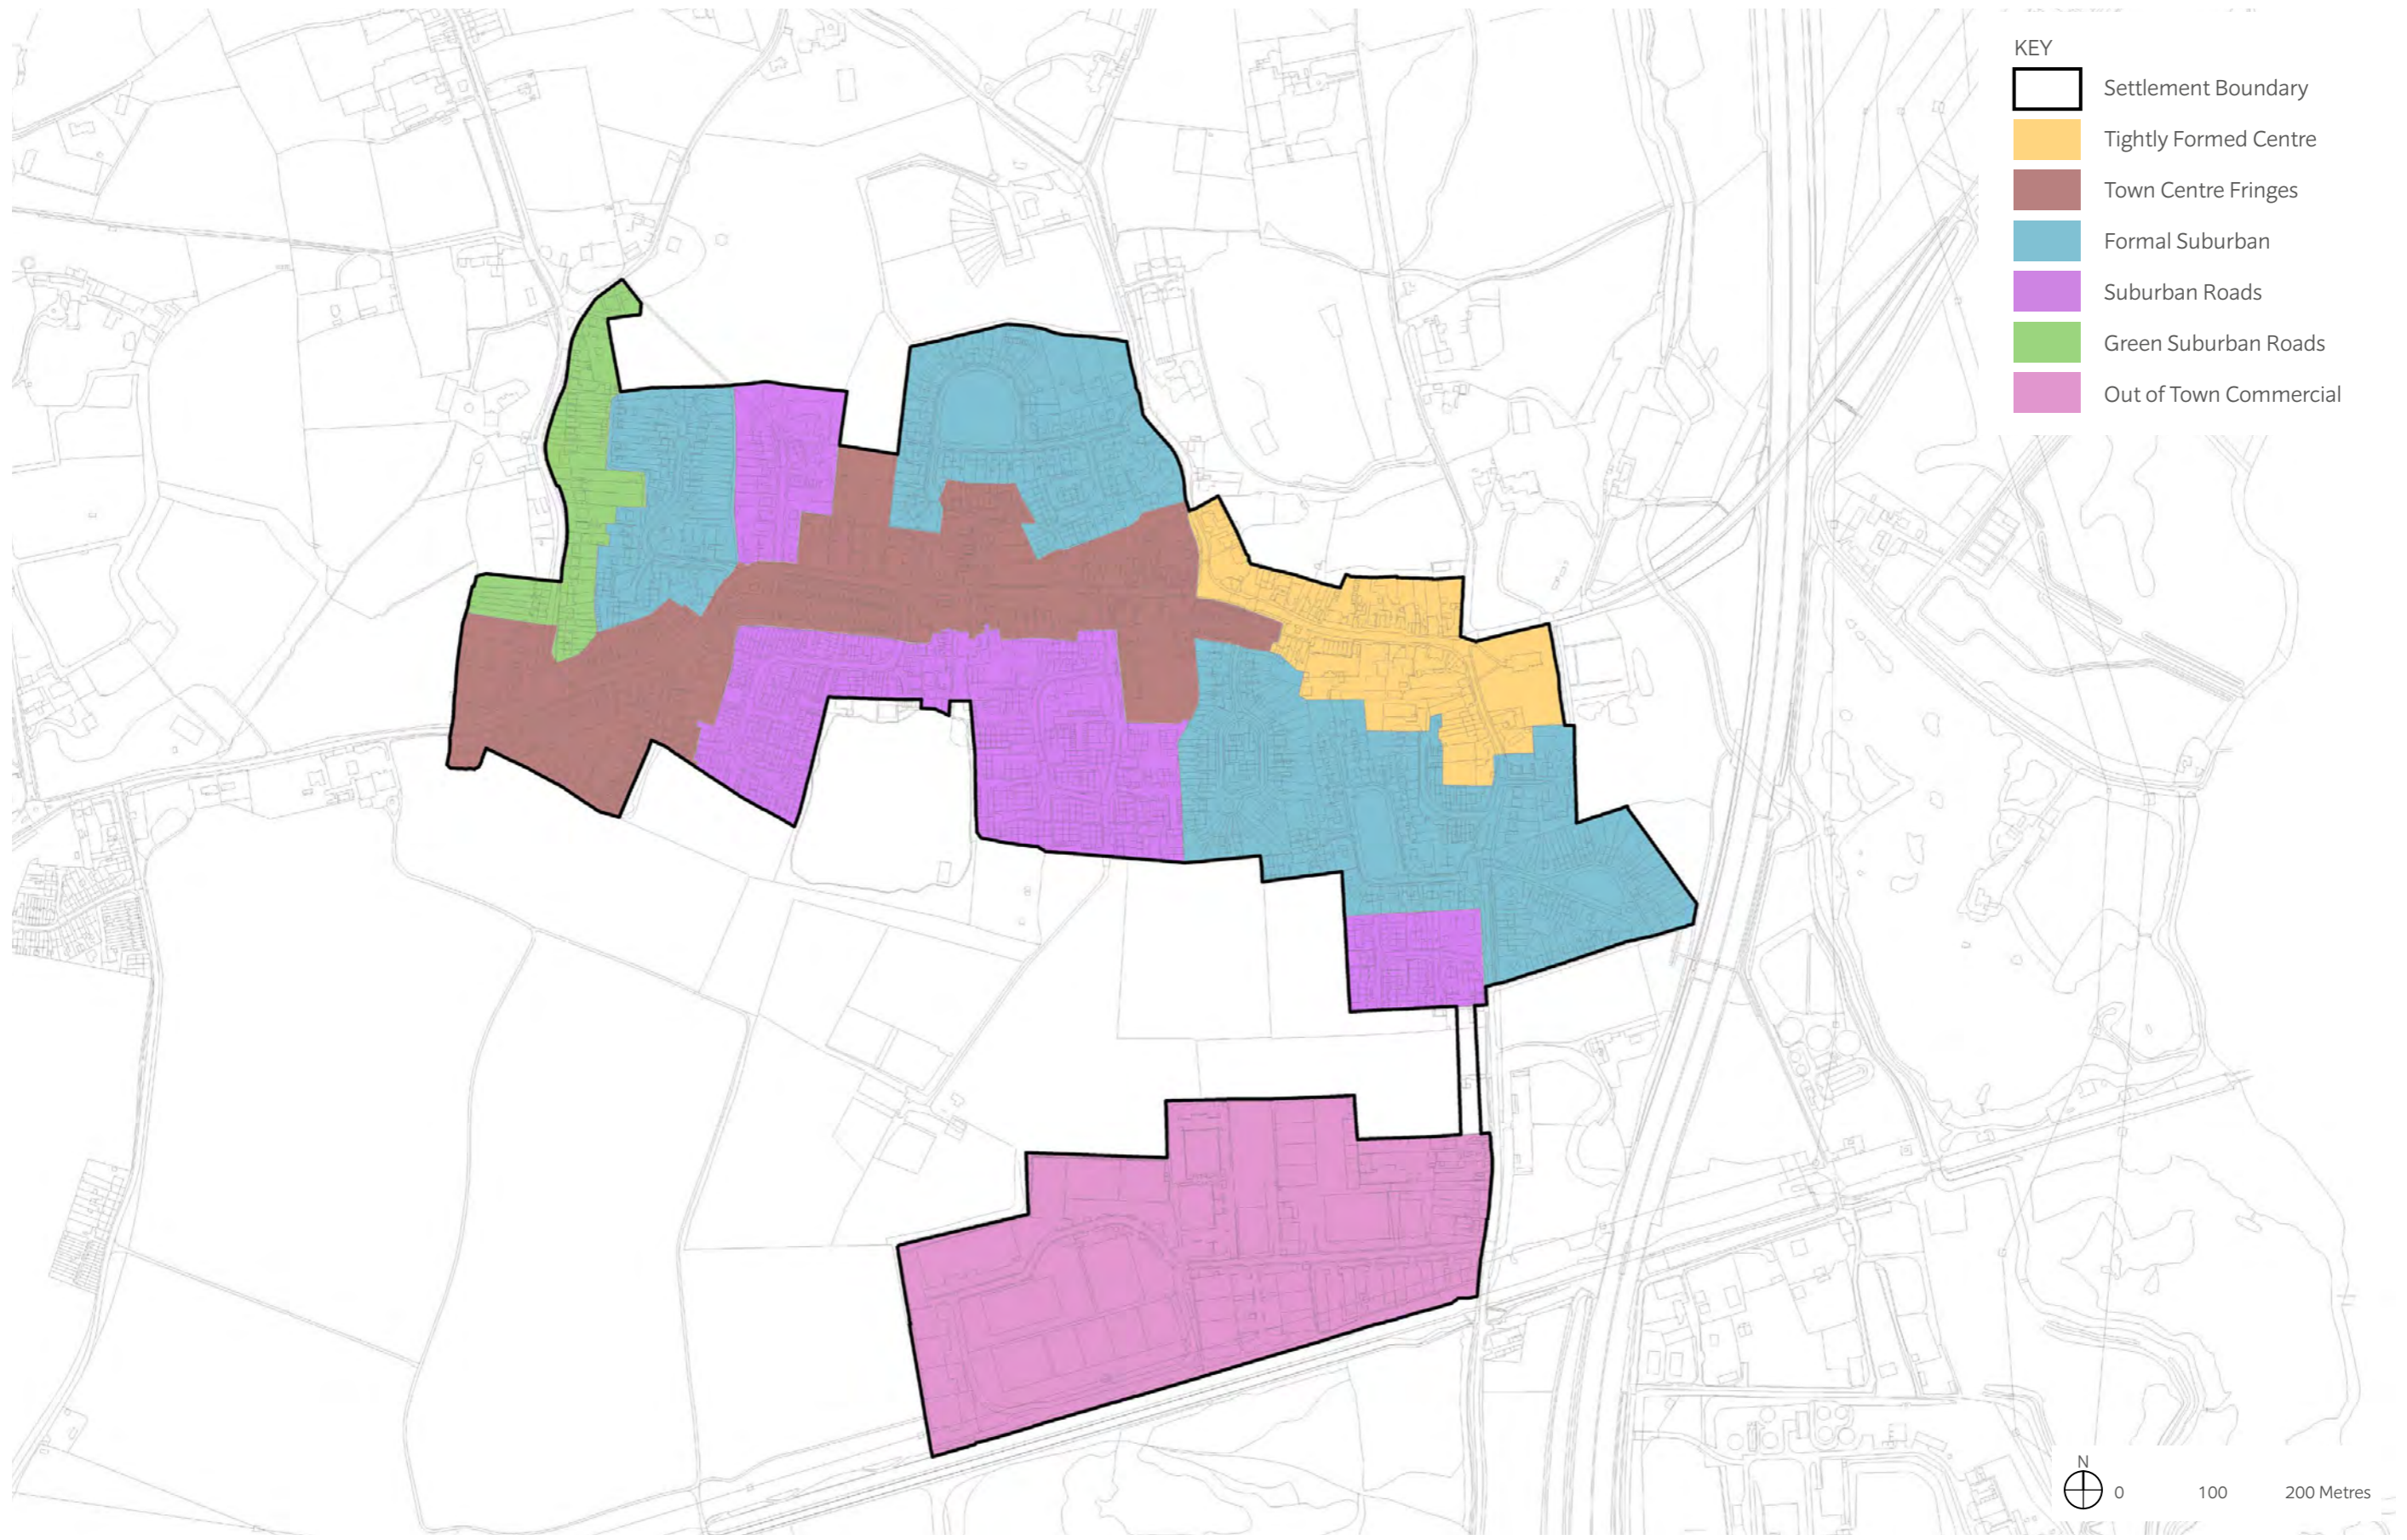 KEY
Settlement Boundary
Tightly Formed Centre
Town Centre Fringes
Formal Suburban
Suburban Roads
Green Suburban Roads
Out of Town Commercial
N
0 100 200 Metres